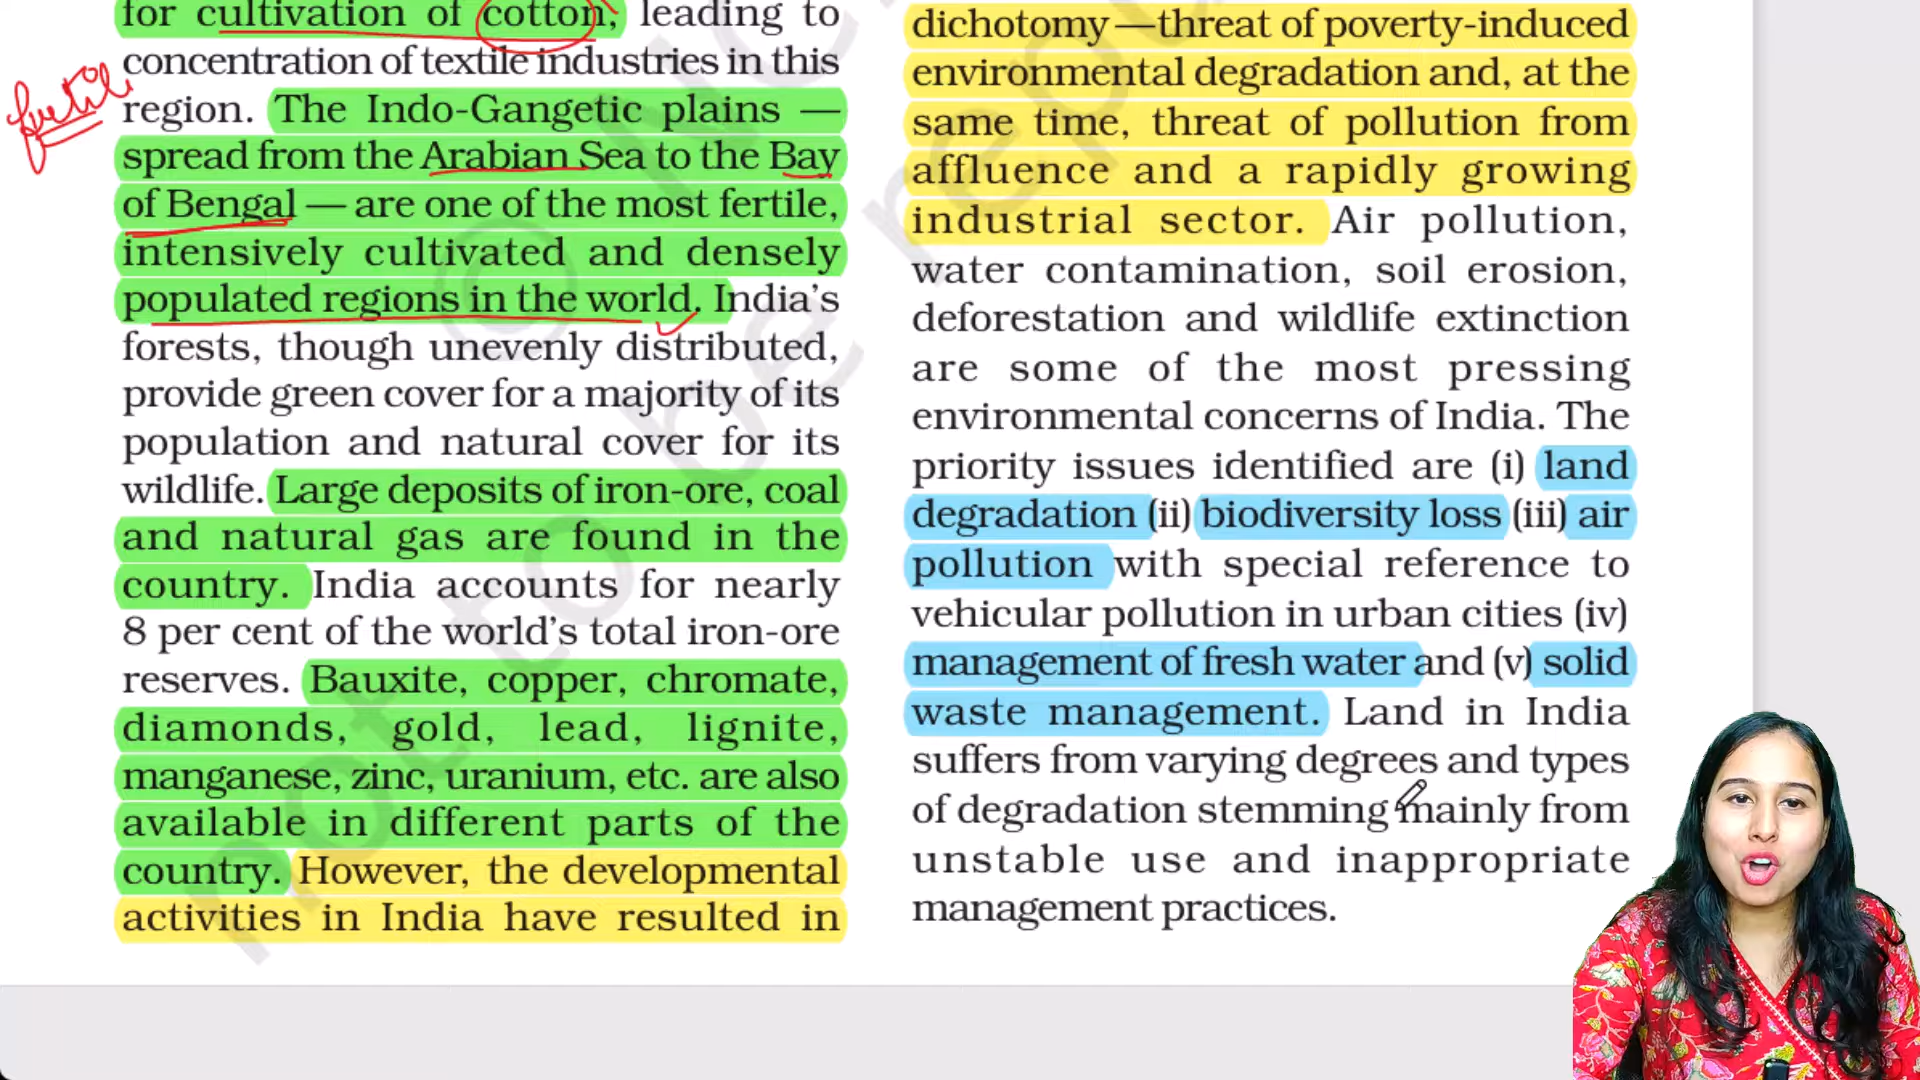 for cultivation of cotton, leading to
concentration of textile industries in this
region. The Indo-Gangetic plains —
spread from the Arabian Sea to the Bay
of Bengal — are one of the most fertile,
intensively cultivated and densely
populated regions in the world. India's
forests, though unevenly distributed,
provide green cover for a majority of its
population and natural cover for its
wildlife. Large deposits of iron-ore, coal
and natural gas are found in the
country. India accounts for nearly
8 per cent of the world's total iron-ore
reserves. Bauxite, copper, chromate,
diamonds, gold, lead, lignite,
manganese, zinc, uranium, etc. are also
available in different parts of the
country. However, the developmental
activities in India have resulted in
fertile
dichotomy—threat of poverty-induced
environmental degradation and, at the
same time, threat of pollution from
affluence and a rapidly growing
industrial sector. Air pollution,
water contamination, soil erosion,
deforestation and wildlife extinction
are some of the most pressing
environmental concerns of India. The
priority issues identified are (i) land
degradation (ii) biodiversity loss (iii) air
pollution with special reference to
vehicular pollution in urban cities (iv)
management of fresh water and (v) solid
waste management. Land in India
suffers from varying degrees and types
of degradation stemming mainly from
unstable use and inappropriate
management practices.
not to be rep